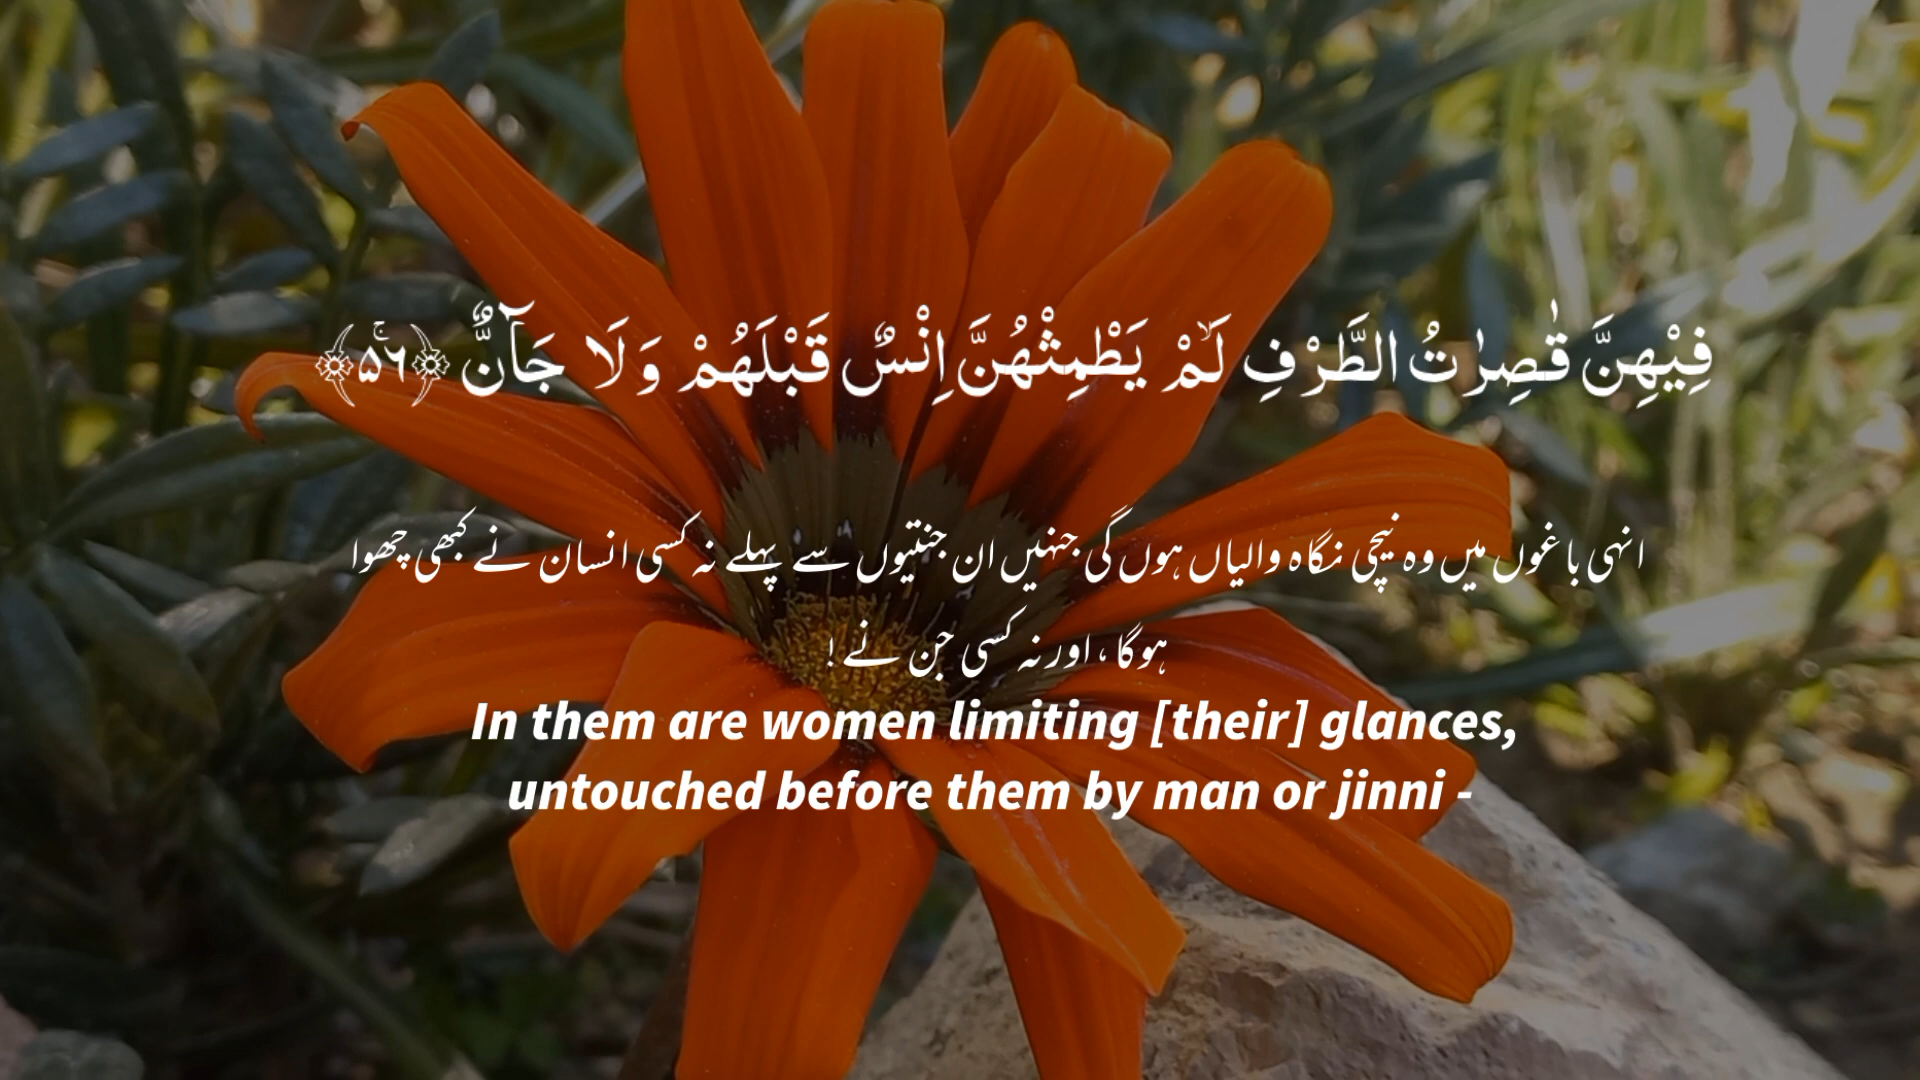 فِیْهِنَّ قٰصِرٰتُ الطَّرْفِ لَمْ یَطْمِثْهُنَّ اِنْسٌ قَبْلَهُمْ وَ لَا جَآنٌّ ﴿ۚ۵۶﴾
انہی باغوں میں وہ نیچی نگاہ والیاں ہوں گی جنہیں ان جنتیوں سے پہلے نہ کسی انسان نے کبھی چھوا
ہوگا، اور نہ کسی جن نے!
In them are women limiting [their] glances,
untouched before them by man or jinni -